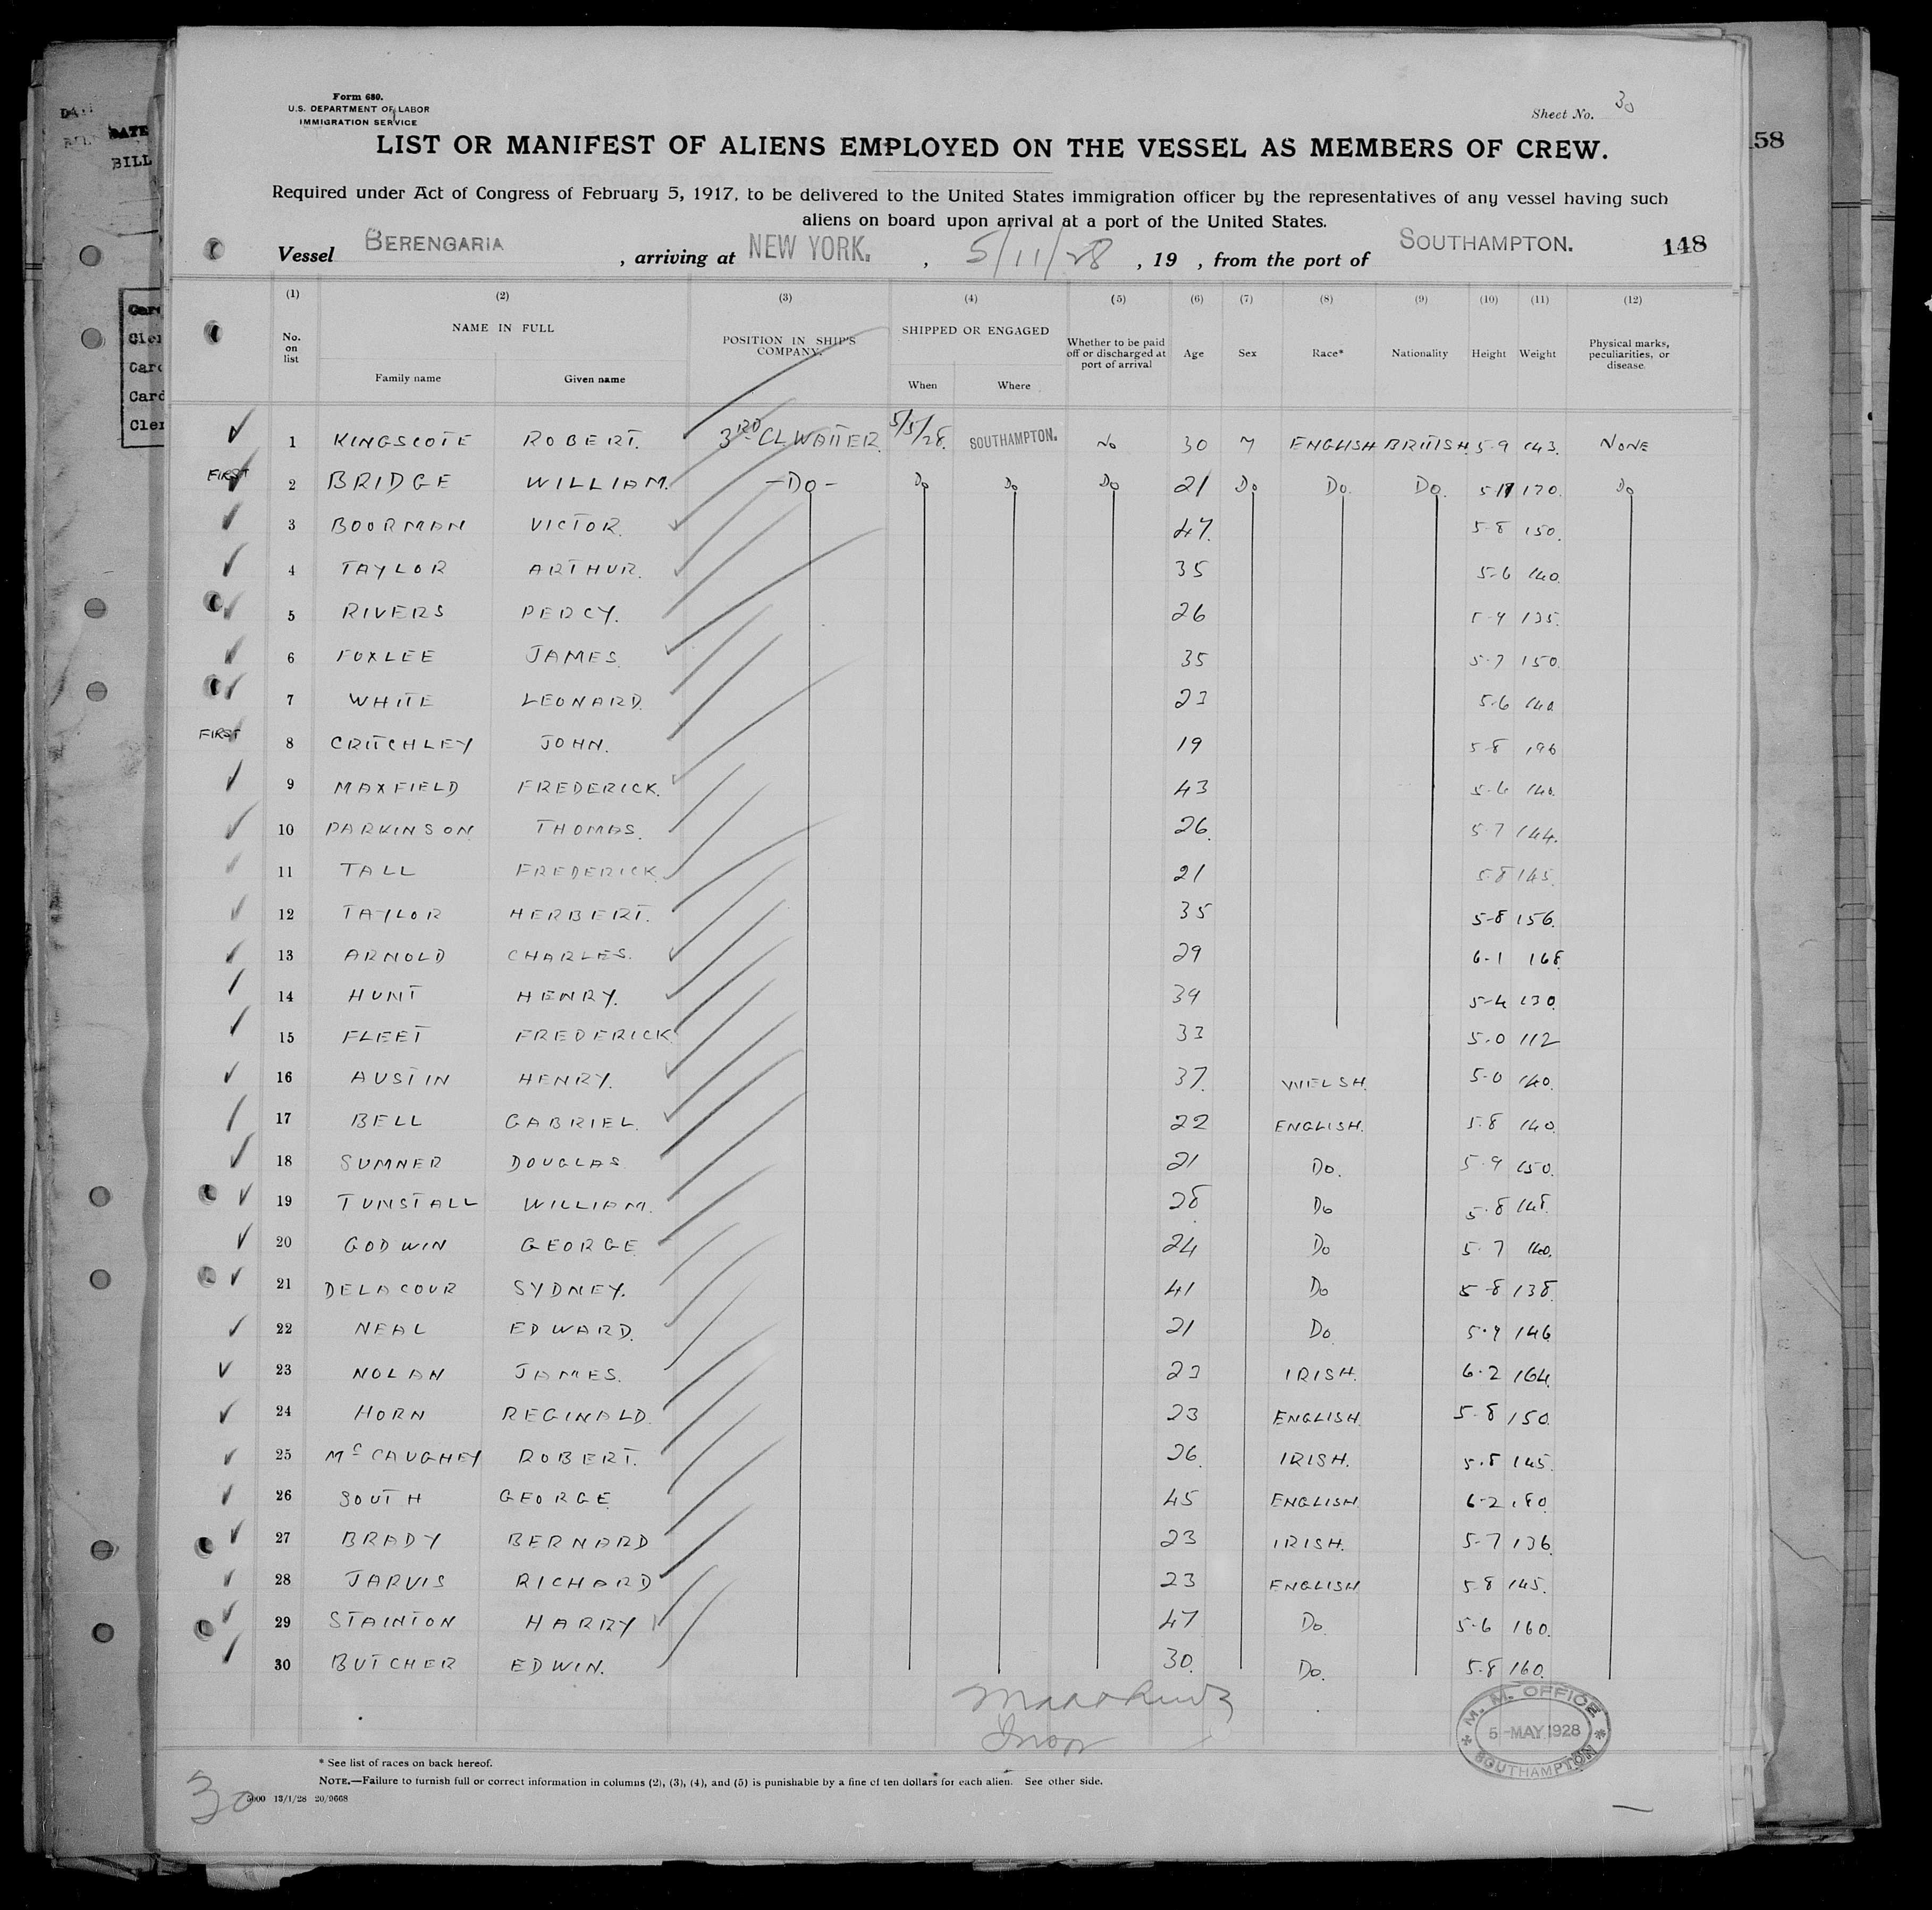 DATE
BILL
58
Form 680.
U.S. DEPARTMENT OF LABOR
IMMIGRATION SERVICE
Sheet No. 30
LIST OR MANIFEST OF ALIENS EMPLOYED ON THE VESSEL AS MEMBERS OF CREW.
Required under Act of Congress of February 5, 1917, to be delivered to the United States immigration officer by the representatives of any vessel having such
aliens on board upon arrival at a port of the United States.
Vessel BERENGARIA, arriving at NEW YORK., 5/11/28, 19 , from the port of SOUTHAMPTON. 148
(1) (2) (3) (4) (5) (6) (7) (8) (9) (10) (11) (12)
No. on list NAME IN FULL Family name Given name POSITION IN SHIP'S COMPANY. SHIPPED OR ENGAGED When Where Whether to be paid off or discharged at port of arrival Age Sex Race* Nationality Height Weight Physical marks, peculiarities, or disease.
1 KINGSCOTE ROBERT. 3RD CL WAITER. 5/5/28. SOUTHAMPTON. No 30 M ENGLISH BRITISH 5-9 143. NONE
FIRST 2 BRIDGE WILLIAM. -DO- Do Do Do 21 Do Do. Do. 170. Do
3 BOORMAN VICTOR. 47. 5-8 150.
4 TAYLOR ARTHUR. 35 5-6 140.
5 RIVERS PERCY. 26 135.
6 FOXLEE JAMES. 35 5-7 150.
7 WHITE LEONARD. 23 5-6 140.
FIRST 8 CRITCHLEY JOHN. 19 5-8 196
9 MAXFIELD FREDERICK. 43 5-6 140.
10 PARKINSON THOMAS. 26. 5-7 144.
11 TALL FREDERICK. 21 5-8 145.
12 TAYLOR HERBERT. 35 5-8 156.
13 ARNOLD CHARLES. 29 6-1 168.
14 HUNT HENRY. 39 5-4 130.
15 FLEET FREDERICK. 33 5.0 112
16 AUSTIN HENRY. 37. WELSH. 5-0 140.
17 BELL GABRIEL. 22 ENGLISH. 5-8 140.
18 SUMNER DOUGLAS. 21 Do. 5-9 150.
19 TUNSTALL WILLIAM. 28 Do 5-8 148.
20 GODWIN GEORGE. 24 Do 5-7 140.
21 DELACOUR SYDNEY. 41 Do 5-8 138.
22 NEAL EDWARD. 21 Do 5-9 146
23 NOLAN JAMES. 23 IRISH. 6-2 164.
24 HORN REGINALD. 23 ENGLISH. 5-8 150.
25 McCAUGHEY ROBERT. 26. IRISH. 5-8 145.
26 SOUTH GEORGE. 45 ENGLISH. 6-2 180
27 BRADY BERNARD 23 IRISH. 5-7 136.
28 JARVIS RICHARD 23 ENGLISH 5-8 145.
29 STAINTON HARRY 47 Do. 5-6 160.
30 BUTCHER EDWIN. 30. Do. 5-8 160.
M. M. OFFICE
5 - MAY 1928
SOUTHAMPTON
* See list of races on back hereof.
NOTE.—Failure to furnish full or correct information in columns (2), (3), (4), and (5) is punishable by a fine of ten dollars for each alien. See other side.
30
5000 13/1/28 20/9668